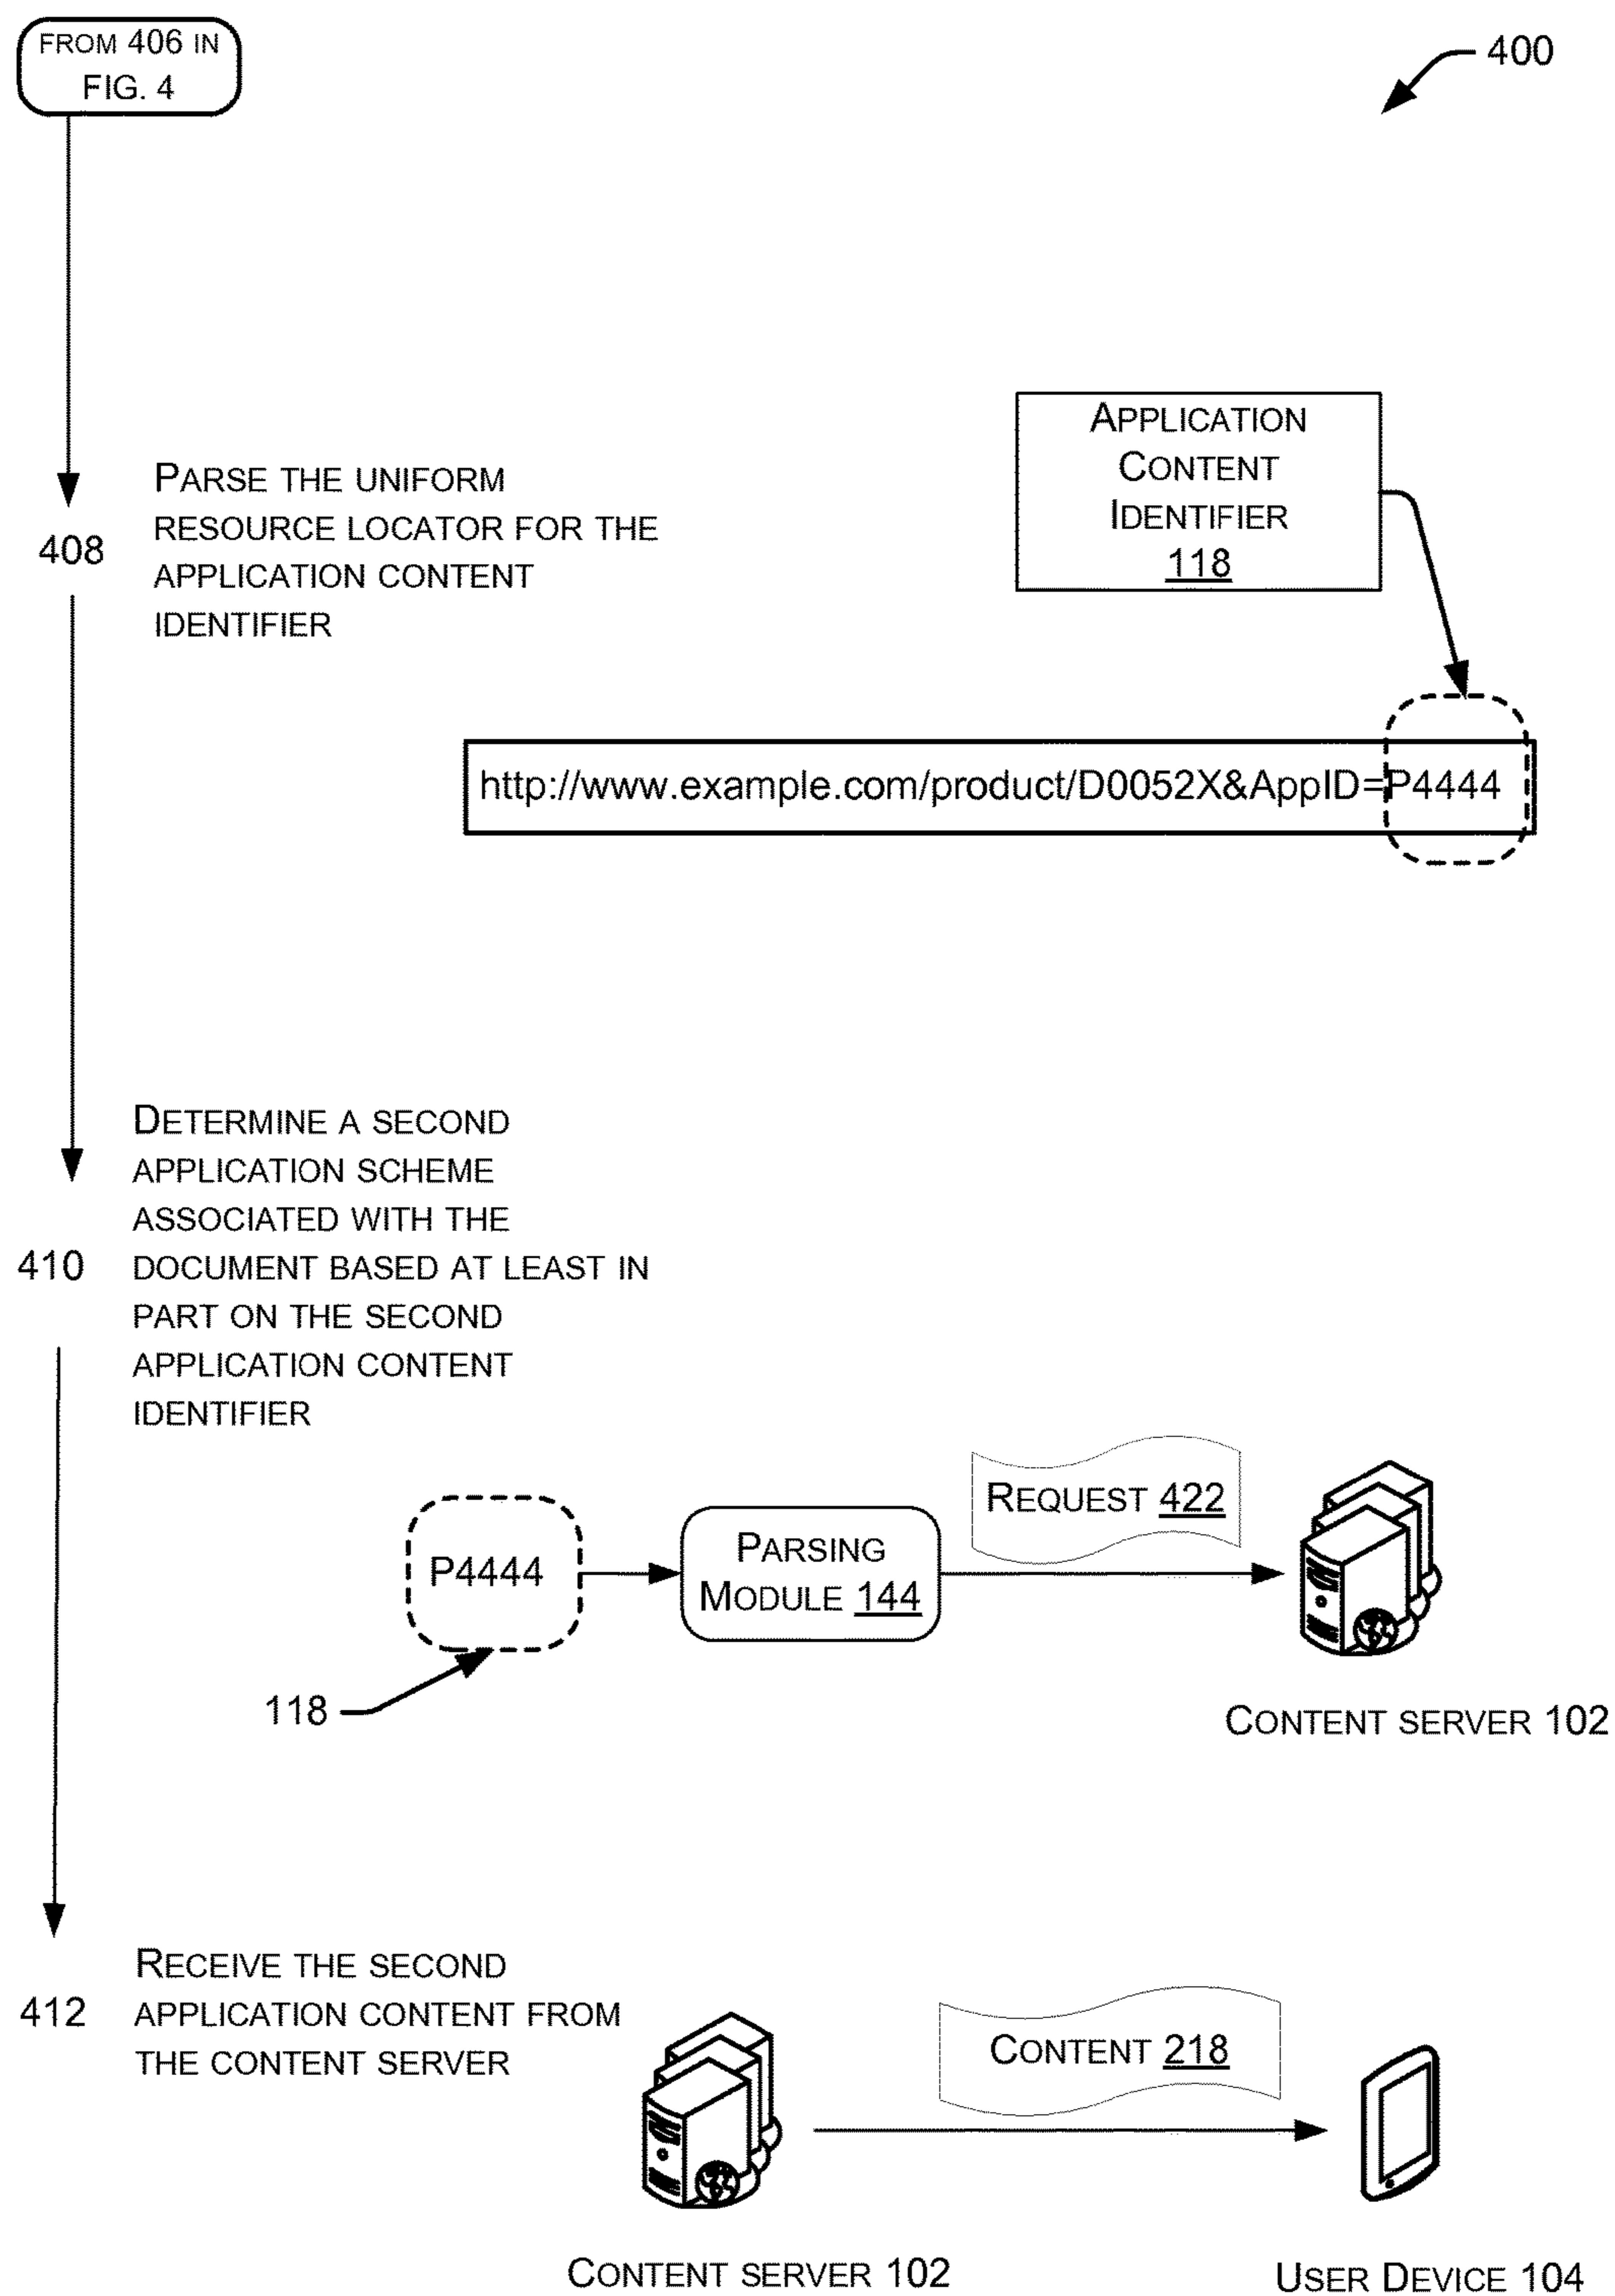 FROM 406 IN
FIG. 4
400
APPLICATION
CONTENT
IDENTIFIER
118
408
PARSE THE UNIFORM
RESOURCE LOCATOR FOR THE
APPLICATION CONTENT
IDENTIFIER
http://www.example.com/product/D0052X&AppID=P4444
410
DETERMINE A SECOND
APPLICATION SCHEME
ASSOCIATED WITH THE
DOCUMENT BASED AT LEAST IN
PART ON THE SECOND
APPLICATION CONTENT
IDENTIFIER
P4444
118
PARSING
MODULE 144
REQUEST 422
CONTENT SERVER 102
412
RECEIVE THE SECOND
APPLICATION CONTENT FROM
THE CONTENT SERVER
CONTENT 218
CONTENT SERVER 102
USER DEVICE 104